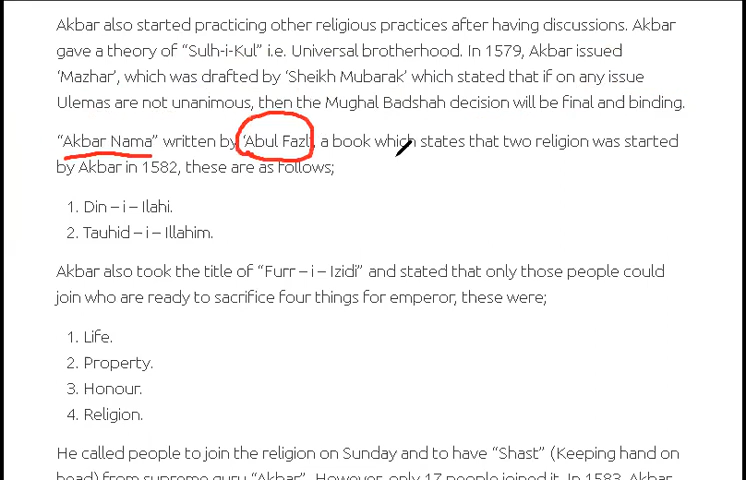 Akbar also started practicing other religious practices after having discussions. Akbar
gave a theory of “Sulh-i-Kul” i.e. Universal brotherhood. In 1579, Akbar issued
‘Mazhar’, which was drafted by ‘Sheikh Mubarak’ which stated that if on any issue
Ulemas are not unanimous, then the Mughal Badshah decision will be final and binding.
“Akbar Nama” written by ‘Abul Fazl’, a book which states that two religion was started
by Akbar in 1582, these are as follows;
1. Din – i – Ilahi.
2. Tauhid – i – Illahim.
Akbar also took the title of “Furr – i – Izidi” and stated that only those people could
join who are ready to sacrifice four things for emperor, these were;
1. Life.
2. Property.
3. Honour.
4. Religion.
He called people to join the religion on Sunday and to have “Shast” (Keeping hand on
head) from supreme guru “Akbar”. However, only 17 people joined it. In 1583, Akbar